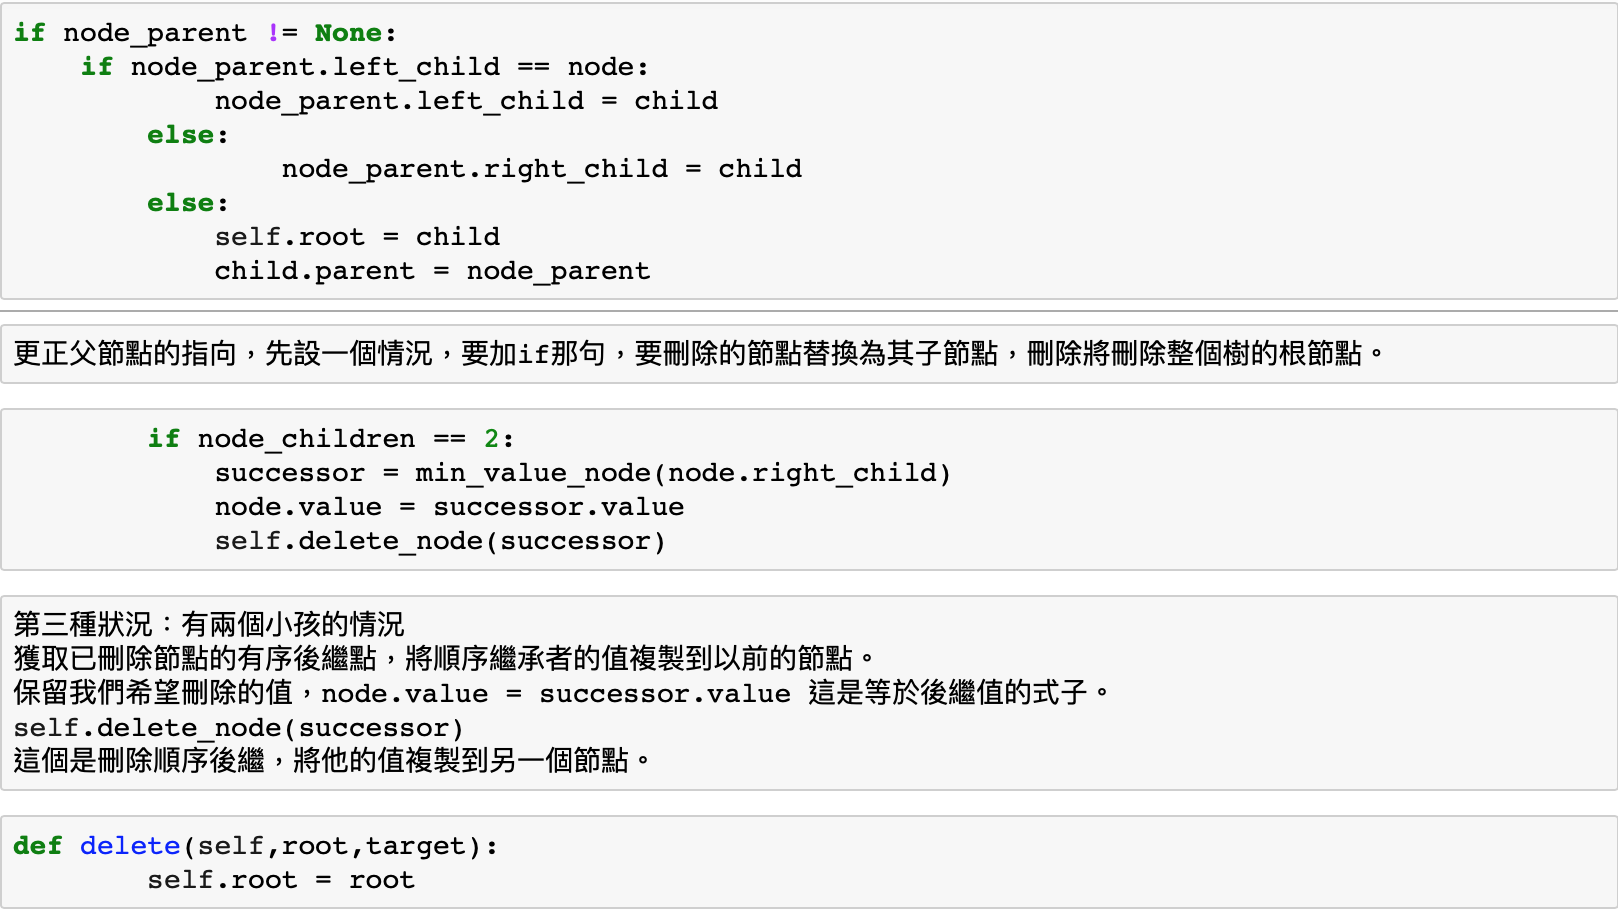 if node_parent != None:
    if node_parent.left_child == node:
            node_parent.left_child = child
        else:
                node_parent.right_child = child
        else:
            self.root = child
            child.parent = node_parent
更正父節點的指向，先設一個情況，要加if那句，要刪除的節點替換為其子節點，刪除將刪除整個樹的根節點。
        if node_children == 2:
            successor = min_value_node(node.right_child)
            node.value = successor.value
            self.delete_node(successor)
第三種狀況：有兩個小孩的情況
獲取已刪除節點的有序後繼點，將順序繼承者的值複製到以前的節點。
保留我們希望刪除的值，node.value = successor.value 這是等於後繼值的式子。
self.delete_node(successor)
這個是刪除順序後繼，將他的值複製到另一個節點。
def delete(self,root,target):
        self.root = root